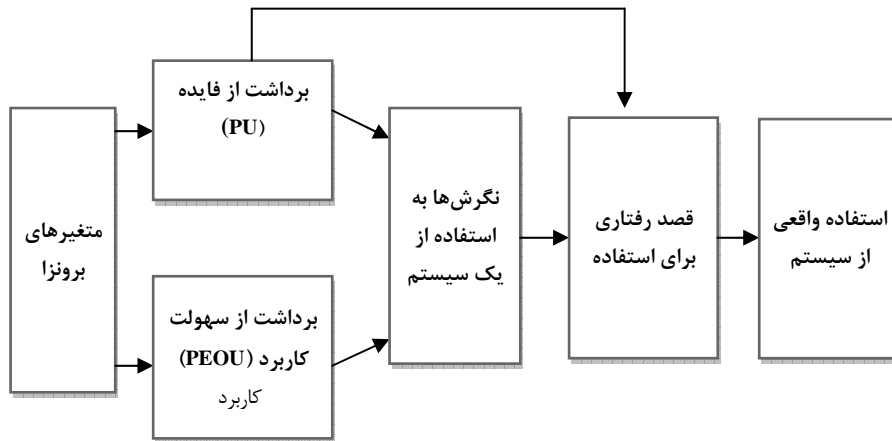 متغیرهای
برونزا
برداشت از فایده
(PU)
برداشت از سهولت
کاربرد (PEOU)
کاربرد
نگرش‌ها به
استفاده از
یک سیستم
قصد رفتاری
برای استفاده
استفاده واقعی
از سیستم